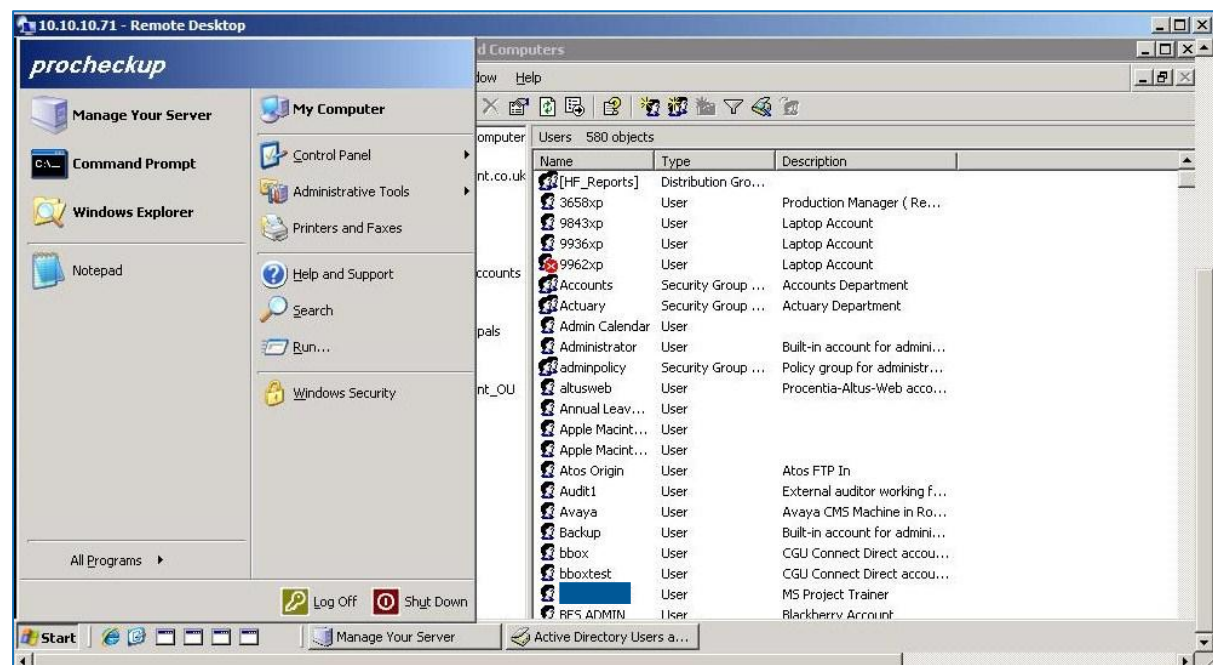 10.10.10.71 - Remote Desktop
d Computers
procheckup
dow Help
Manage Your Server
Command Prompt
Windows Explorer
Notepad
All Programs
My Computer
Control Panel
Administrative Tools
Printers and Faxes
Help and Support
Search
Run...
Windows Security
Log Off Shut Down
omputer
nt.co.uk
ccounts
pals
nt_OU
Users 580 objects
Name Type Description
[HF_Reports] Distribution Gro...
3658xp User Production Manager ( Re...
9843xp User Laptop Account
9936xp User Laptop Account
9962xp User Laptop Account
Accounts Security Group ... Accounts Department
Actuary Security Group ... Actuary Department
Admin Calendar User
Administrator User Built-in account for admini...
adminpolicy Security Group ... Policy group for administr...
altusweb User Procentia-Altus-Web acco...
Annual Leav... User
Apple Macint... User
Apple Macint... User
Atos Origin User Atos FTP In
Audit1 User External auditor working f...
Avaya User Avaya CMS Machine in Ro...
Backup User Built-in account for admini...
bbox User CGU Connect Direct accou...
bboxtest User CGU Connect Direct accou...
User MS Project Trainer
BES ADMIN User Blackberry Account
Start Manage Your Server Active Directory Users a...